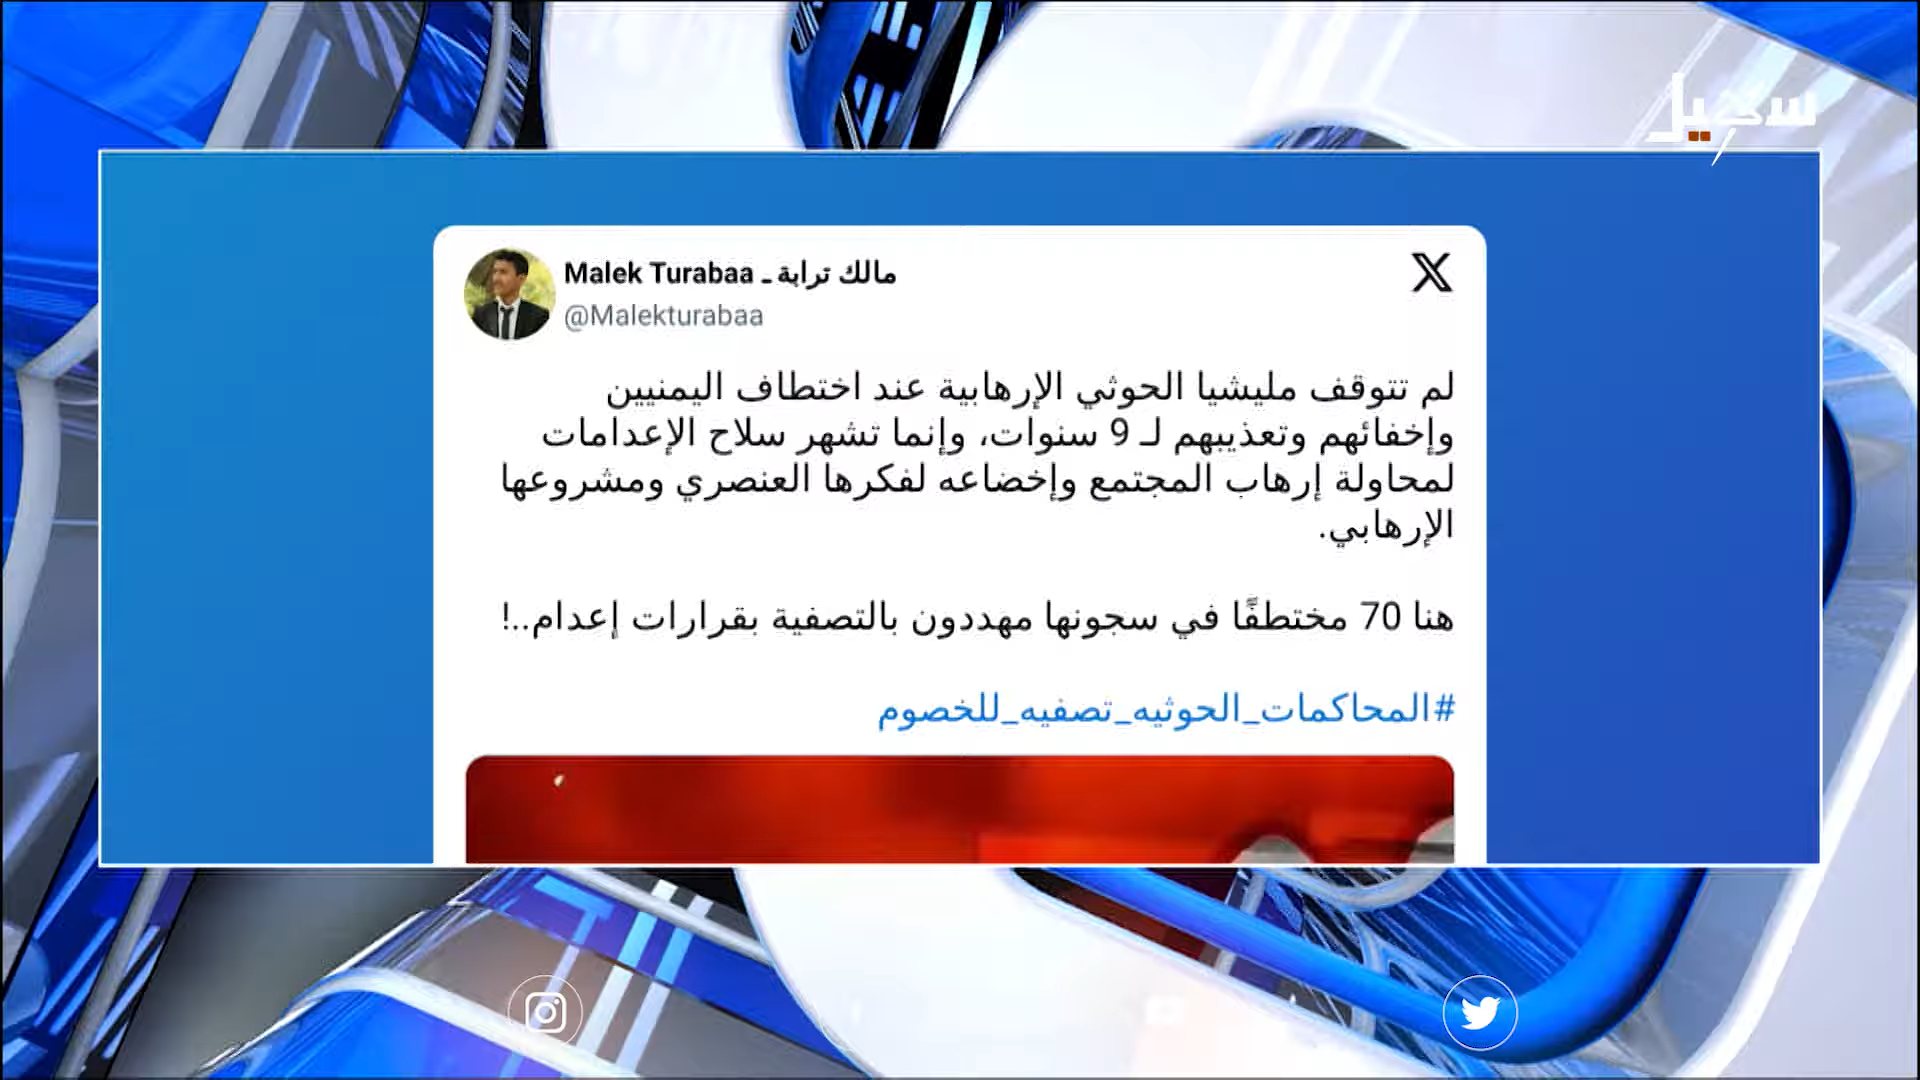 سهيل
مالك ترابة ـ Malek Turabaa
@Malekturabaa
لم تتوقف مليشيا الحوثي الإرهابية عند اختطاف اليمنيين
وإخفائهم وتعذيبهم لـ 9 سنوات، وإنما تشهر سلاح الإعدامات
لمحاولة إرهاب المجتمع وإخضاعه لفكرها العنصري ومشروعها
الإرهابي.
هنا 70 مختطفًا في سجونها مهددون بالتصفية بقرارات إعدام..!
#المحاكمات_الحوثيه_تصفيه_للخصوم